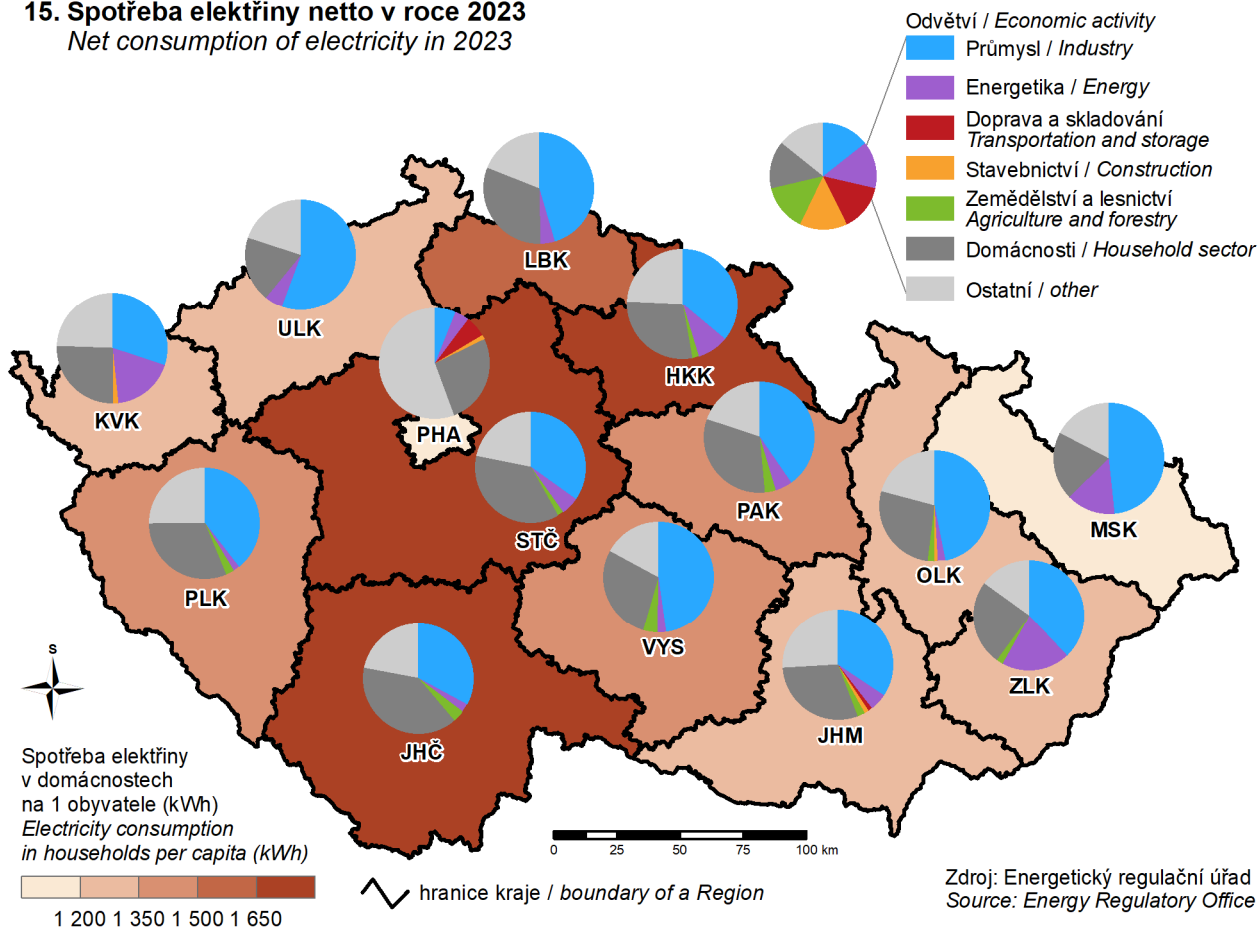 15. Spotřeba elektřiny netto v roce 2023
Net consumption of electricity in 2023
Odvětví / Economic activity
Průmysl / Industry
Energetika / Energy
Doprava a skladování
Transportation and storage
Stavebnictví / Construction
Zemědělství a lesnictví
Agriculture and forestry
Domácnosti / Household sector
Ostatní / other
LBK
ULK
HKK
KVK
PHA
PAK
MSK
STČ
OLK
PLK
VYS
ZLK
JHM
JHČ
S
Spotřeba elektřiny
v domácnostech
na 1 obyvatele (kWh)
Electricity consumption
in households per capita (kWh)
1 200 1 350 1 500 1 650
hranice kraje / boundary of a Region
0 25 50 75 100 km
Zdroj: Energetický regulační úřad
Source: Energy Regulatory Office